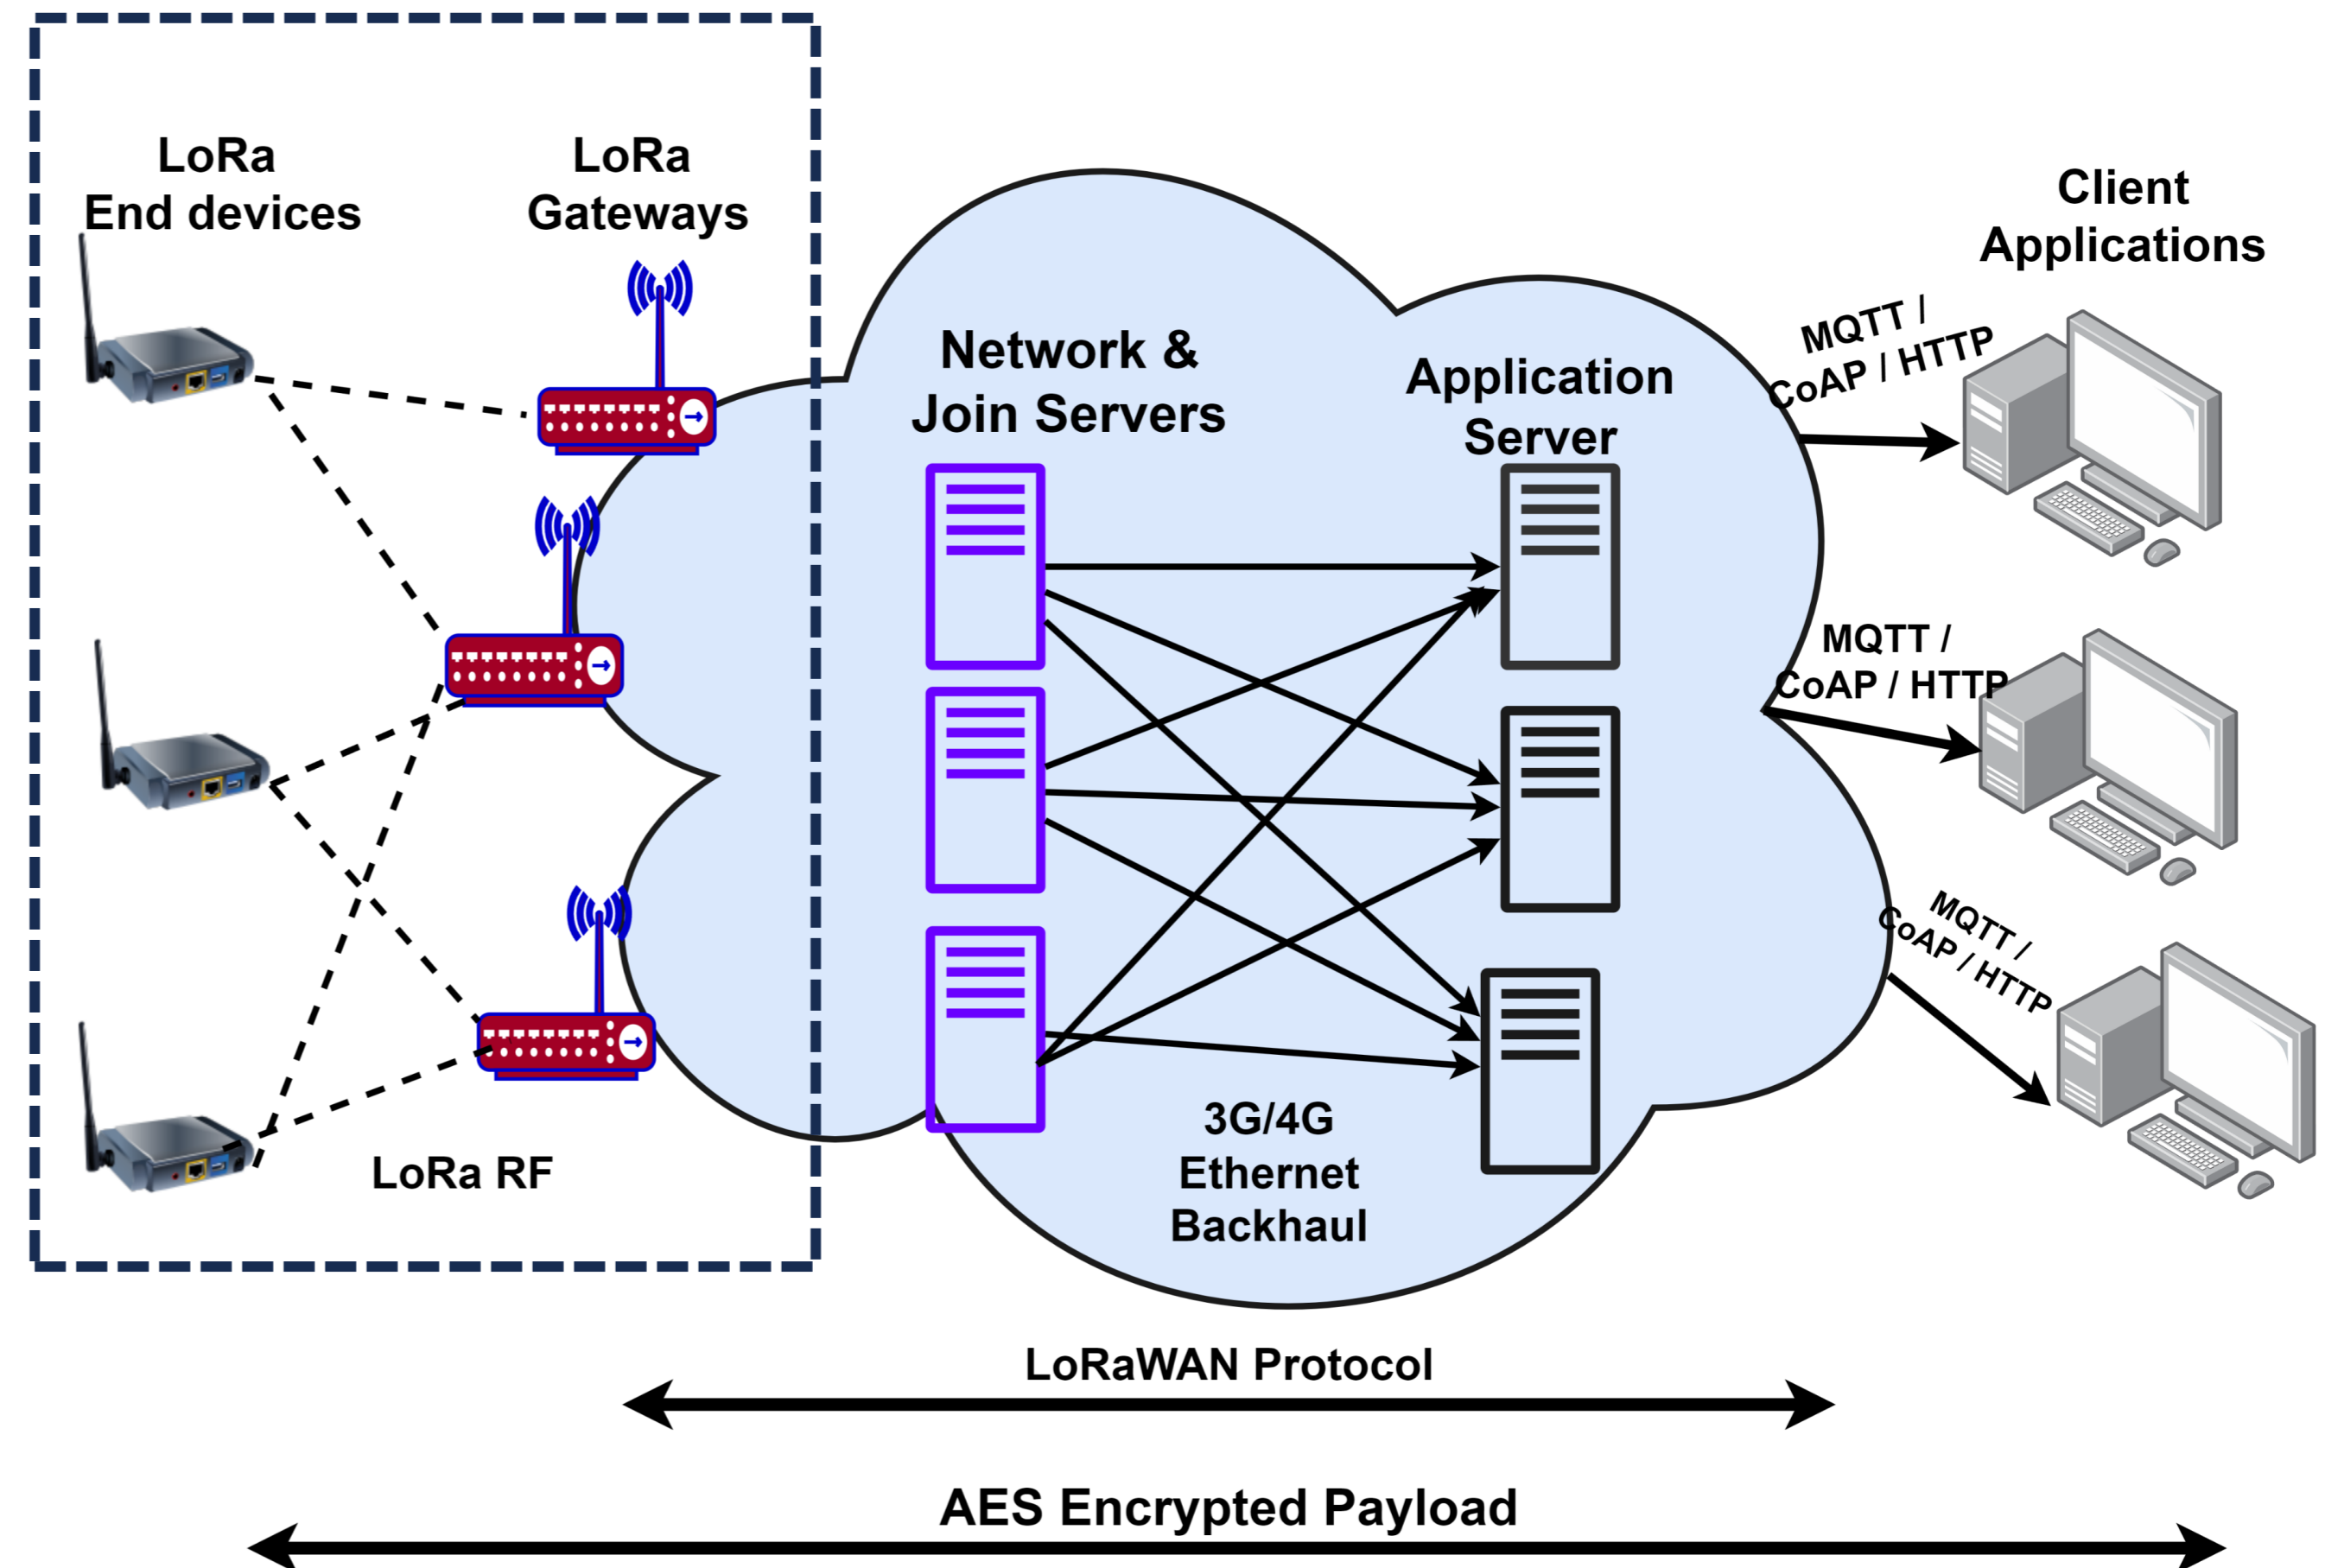 LoRa
End devices
LoRa
Gateways
LoRa RF
Network &
Join Servers
Application
Server
3G/4G
Ethernet
Backhaul
Client
Applications
MQTT /
CoAP / HTTP
MQTT /
CoAP / HTTP
MQTT /
CoAP / HTTP
LoRaWAN Protocol
AES Encrypted Payload